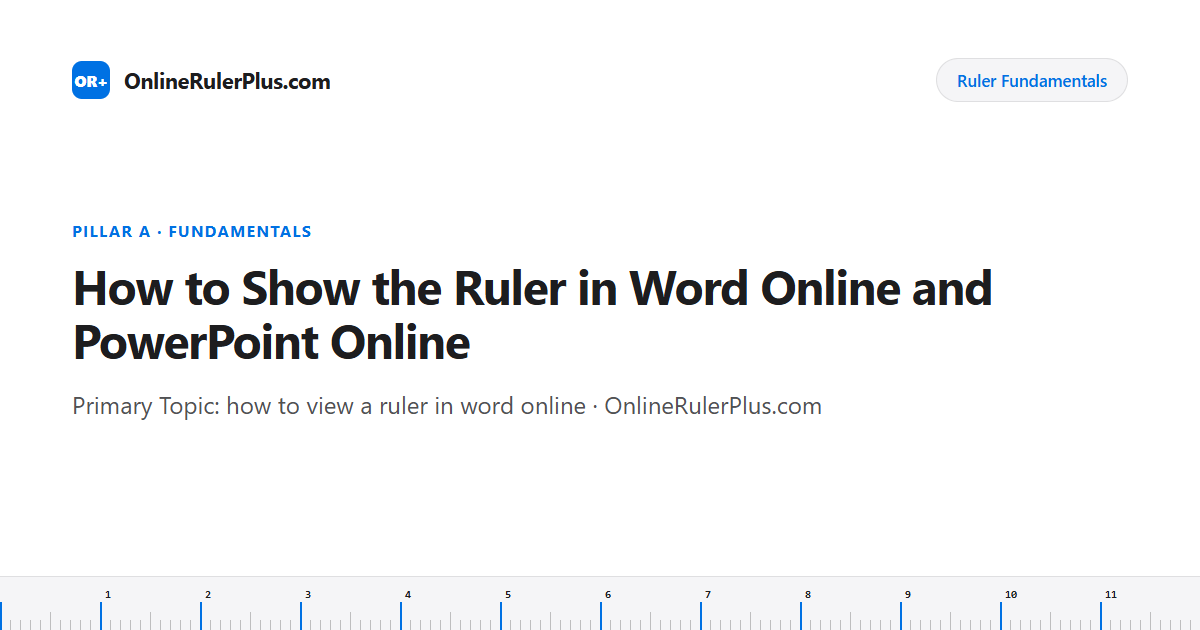 OR+ OnlineRulerPlus.com
Ruler Fundamentals
PILLAR A · FUNDAMENTALS
How to Show the Ruler in Word Online and
PowerPoint Online
Primary Topic: how to view a ruler in word online · OnlineRulerPlus.com
1 2 3 4 5 6 7 8 9 10 11